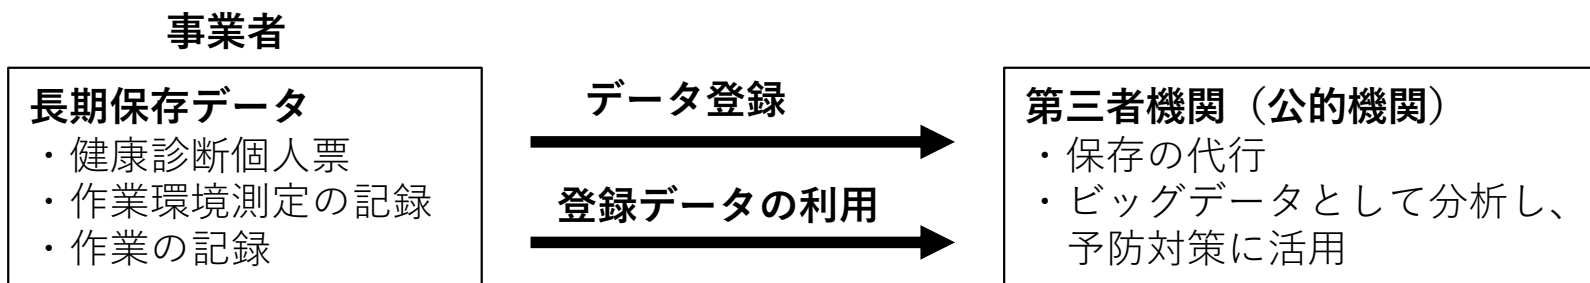 事業者
長期保存データ
・健康診断個人票
・作業環境測定の記録
・作業の記録
データ登録
登録データの利用
第三者機関（公的機関）
・保存の代行
・ビッグデータとして分析し、
予防対策に活用